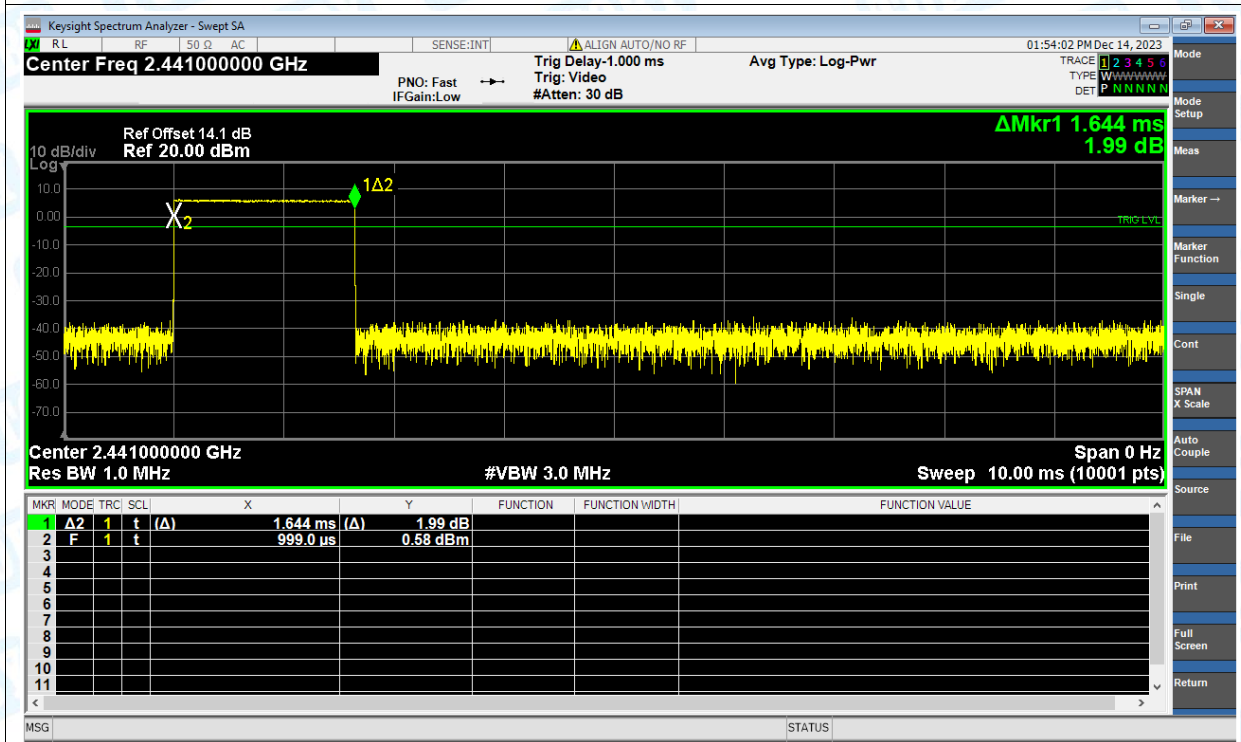 Keysight Spectrum Analyzer - Swept SA
LXI RL RF 50 Ω AC SENSE:INT ALIGN AUTO/NO RF 01:54:02 PM Dec 14, 2023
Center Freq 2.441000000 GHz
PNO: Fast
IFGain:Low
Trig Delay-1.000 ms
Trig: Video
#Atten: 30 dB
Avg Type: Log-Pwr
TRACE 1 2 3 4 5 6
TYPE WWWWWW
DET P N N N N N
Ref Offset 14.1 dB
10 dB/div Ref 20.00 dBm
Log
ΔMkr1 1.644 ms
1.99 dB
10.0
0.00
-10.0
-20.0
-30.0
-40.0
-50.0
-60.0
-70.0
1Δ2
X2
TRIG LVL
Center 2.441000000 GHz Span 0 Hz
Res BW 1.0 MHz #VBW 3.0 MHz Sweep 10.00 ms (10001 pts)
MKR MODE TRC SCL X Y FUNCTION FUNCTION WIDTH FUNCTION VALUE
1 Δ2 1 t (Δ) 1.644 ms (Δ) 1.99 dB
2 F 1 t 999.0 µs 0.58 dBm
3
4
5
6
7
8
9
10
11
MSG STATUS
Mode
Mode
Setup
Meas
Marker→
Marker
Function
Single
Cont
SPAN
X Scale
Auto
Couple
Source
File
Print
Full
Screen
Return